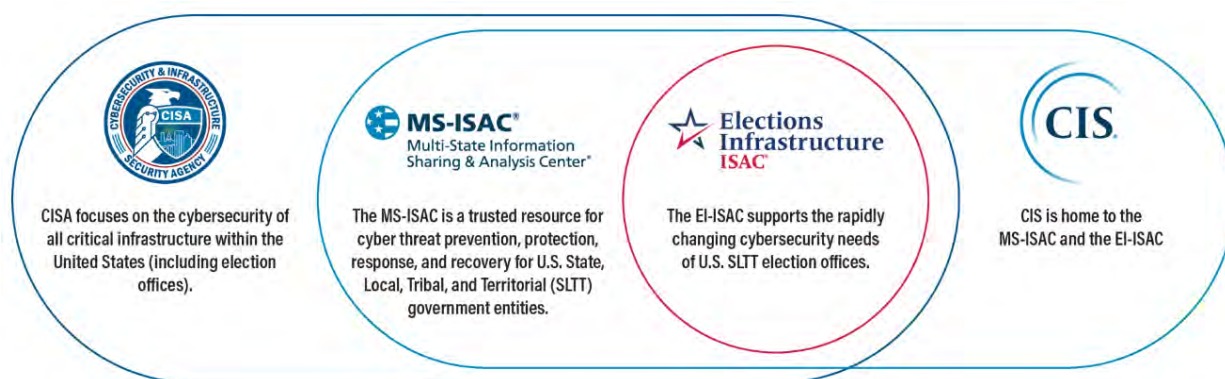 CYBERSECURITY & INFRASTRUCTURE
SECURITY AGENCY
CISA
CISA focuses on the cybersecurity of
all critical infrastructure within the
United States (including election
offices).
MS-ISAC®
Multi-State Information
Sharing & Analysis Center®
The MS-ISAC is a trusted resource for
cyber threat prevention, protection,
response, and recovery for U.S. State,
Local, Tribal, and Territorial (SLTT)
government entities.
Elections
Infrastructure
ISAC®
The EI-ISAC supports the rapidly
changing cybersecurity needs
of U.S. SLTT election offices.
CIS®
CIS is home to the
MS-ISAC and the EI-ISAC